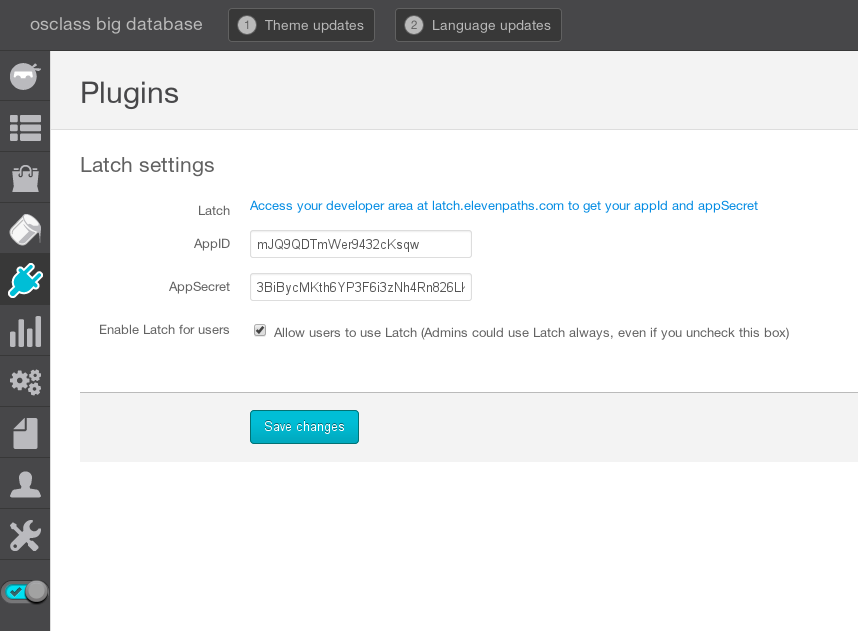 osclass big database
1 Theme updates
2 Language updates
Plugins
Latch settings
Latch
Access your developer area at latch.elevenpaths.com to get your appId and appSecret
AppID
mJQ9QDTmWer9432cKsqw
AppSecret
3BiBycMKth6YP3F6i3zNh4Rn826L
Enable Latch for users
Allow users to use Latch (Admins could use Latch always, even if you uncheck this box)
Save changes